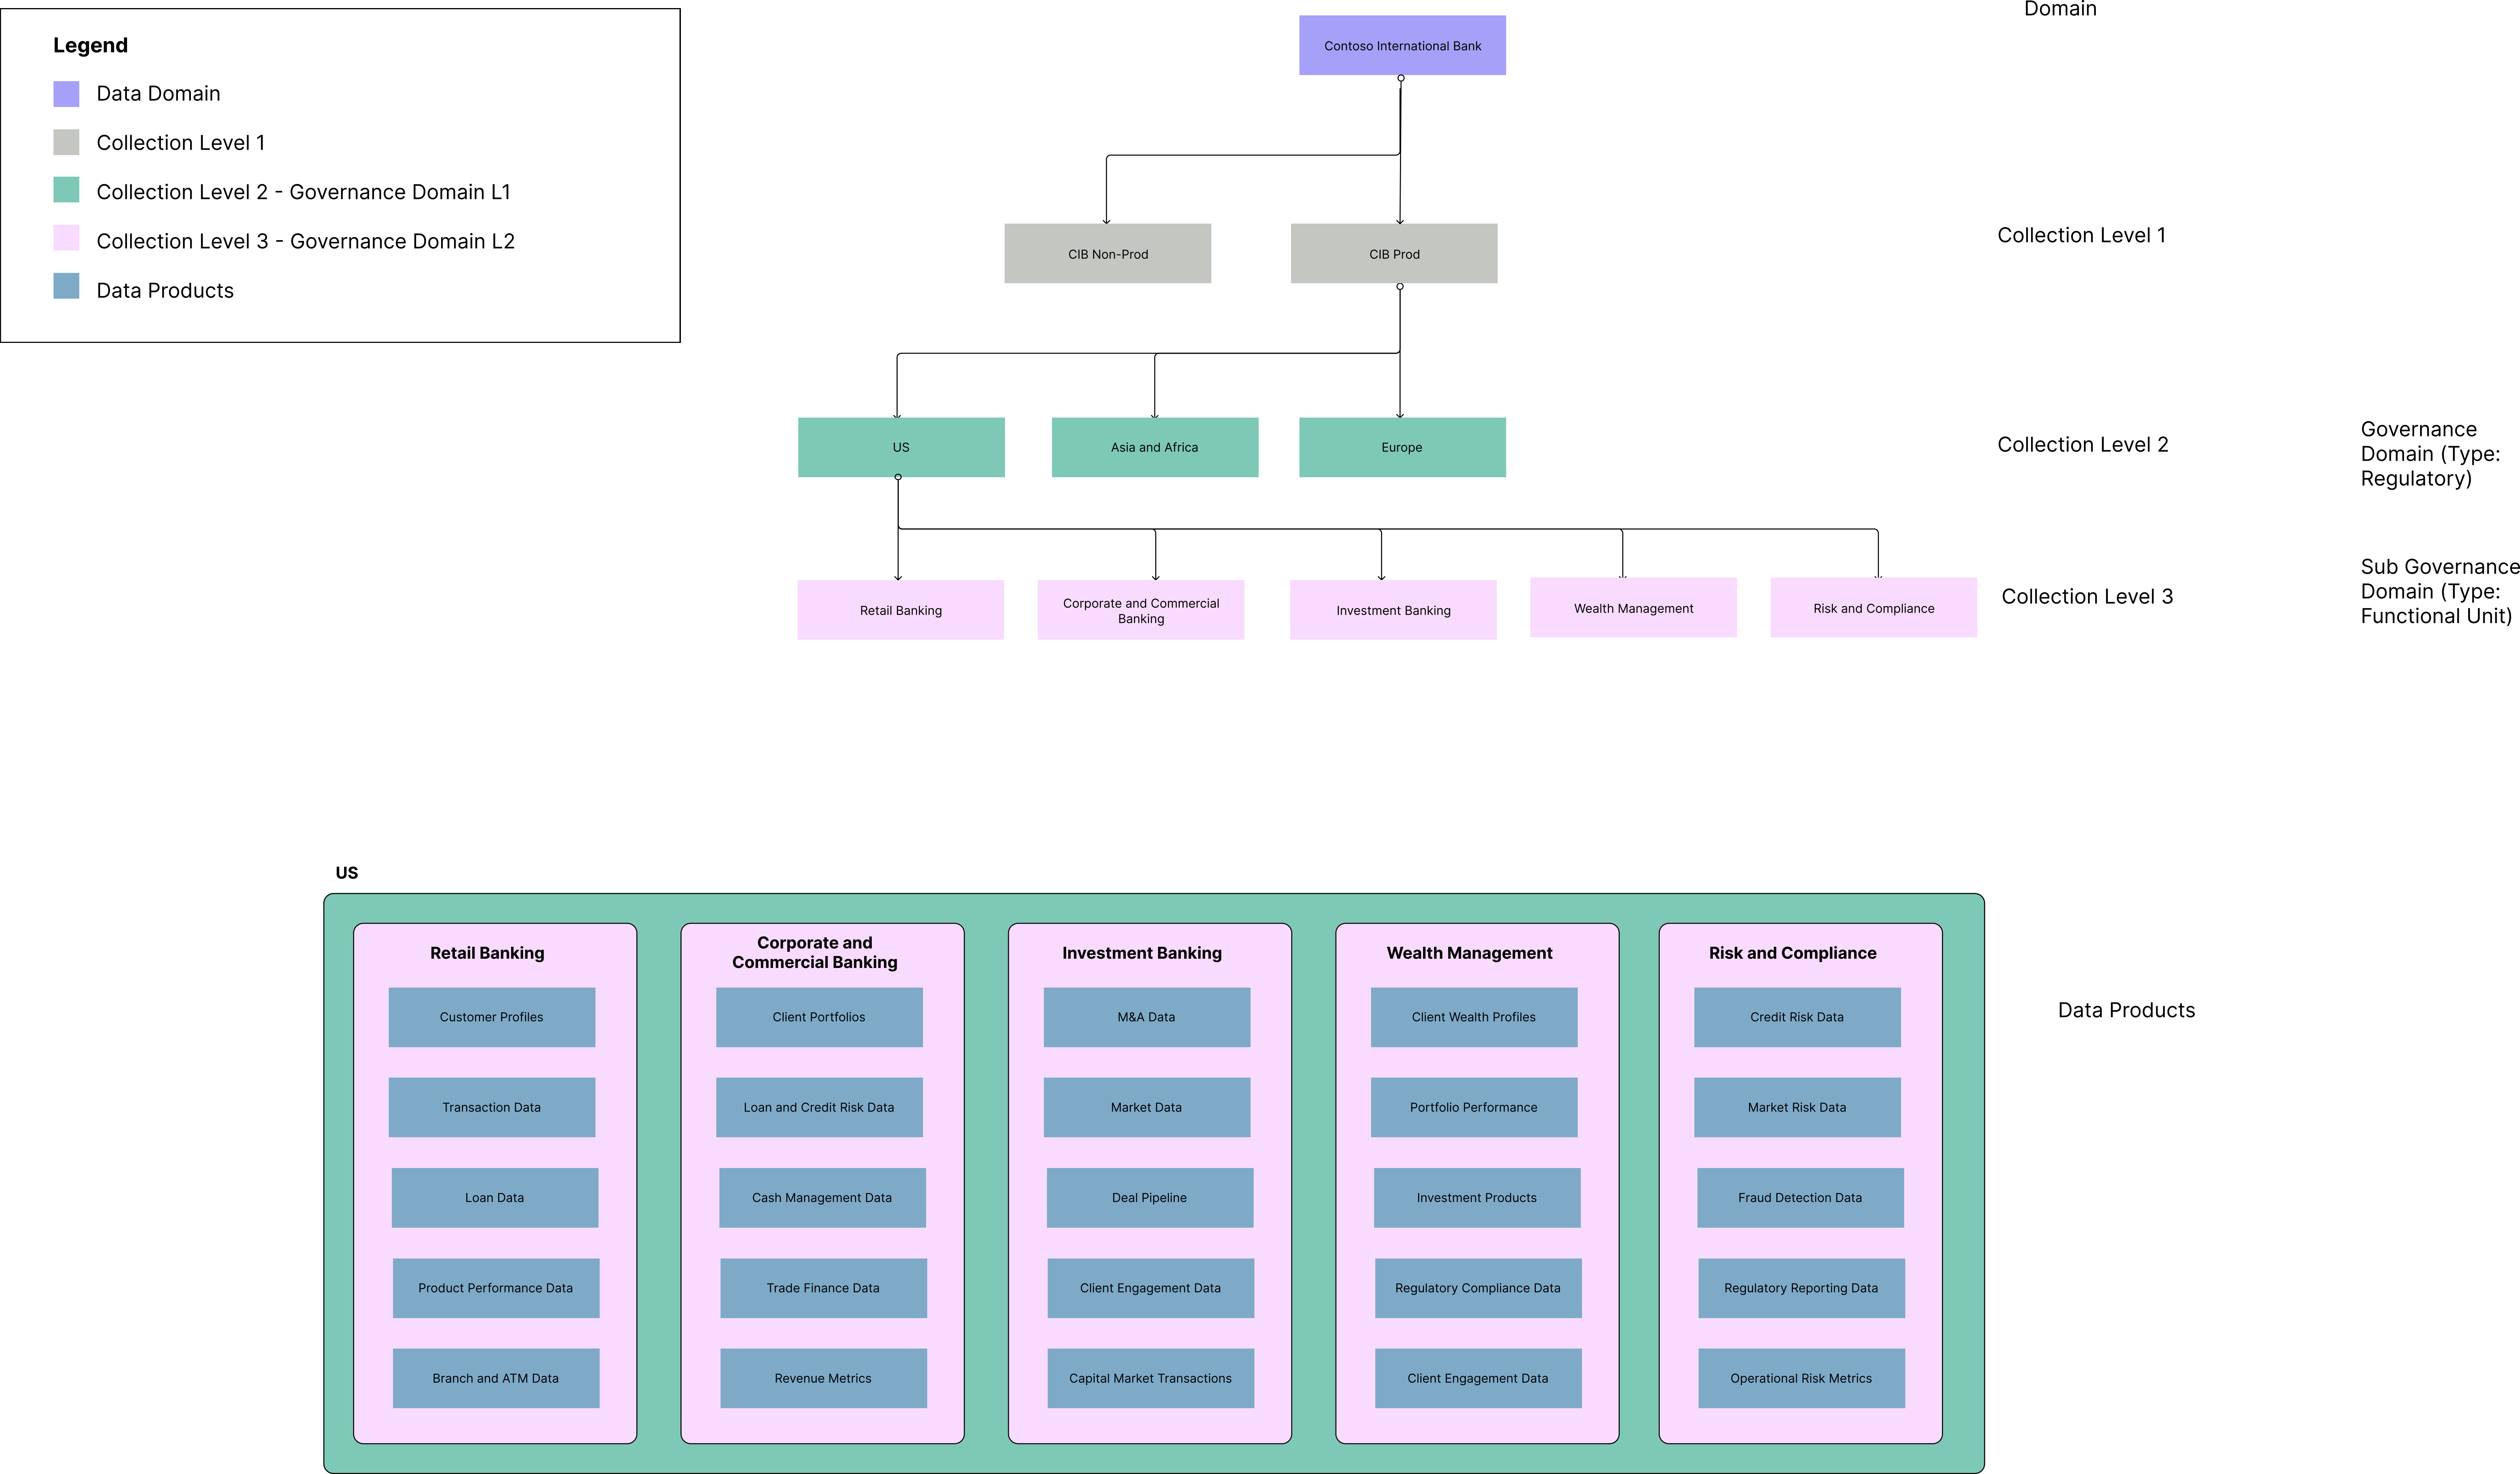 Domain
Legend
Data Domain
Collection Level 1
Collection Level 2 - Governance Domain L1
Collection Level 3 - Governance Domain L2
Data Products
Contoso International Bank
CIB Non-Prod
CIB Prod
Collection Level 1
US
Asia and Africa
Europe
Collection Level 2
Governance
Domain (Type:
Regulatory)
Retail Banking
Corporate and Commercial
Banking
Investment Banking
Wealth Management
Risk and Compliance
Collection Level 3
Sub Governance
Domain (Type:
Functional Unit)
US
Retail Banking
Customer Profiles
Transaction Data
Loan Data
Product Performance Data
Branch and ATM Data
Corporate and
Commercial Banking
Client Portfolios
Loan and Credit Risk Data
Cash Management Data
Trade Finance Data
Revenue Metrics
Investment Banking
M&A Data
Market Data
Deal Pipeline
Client Engagement Data
Capital Market Transactions
Wealth Management
Client Wealth Profiles
Portfolio Performance
Investment Products
Regulatory Compliance Data
Client Engagement Data
Risk and Compliance
Credit Risk Data
Market Risk Data
Fraud Detection Data
Regulatory Reporting Data
Operational Risk Metrics
Data Products